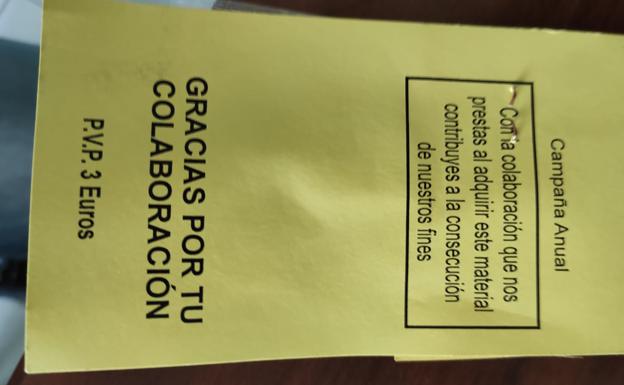 Campaña Anual
Con la colaboración que nos
prestas al adquirir este material
contribuyes a la consecución
de nuestros fines
GRACIAS POR TU
COLABORACIÓN
P.V.P. 3 Euros